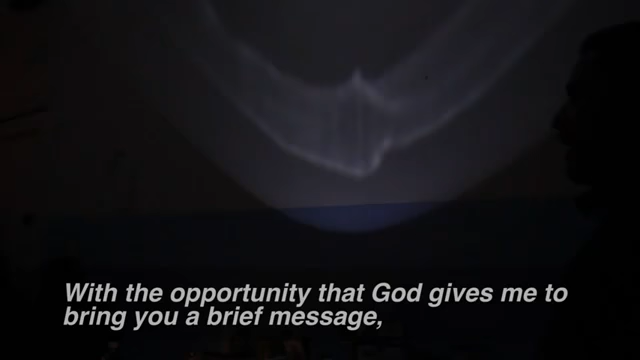 With the opportunity that God gives me to
bring you a brief message,